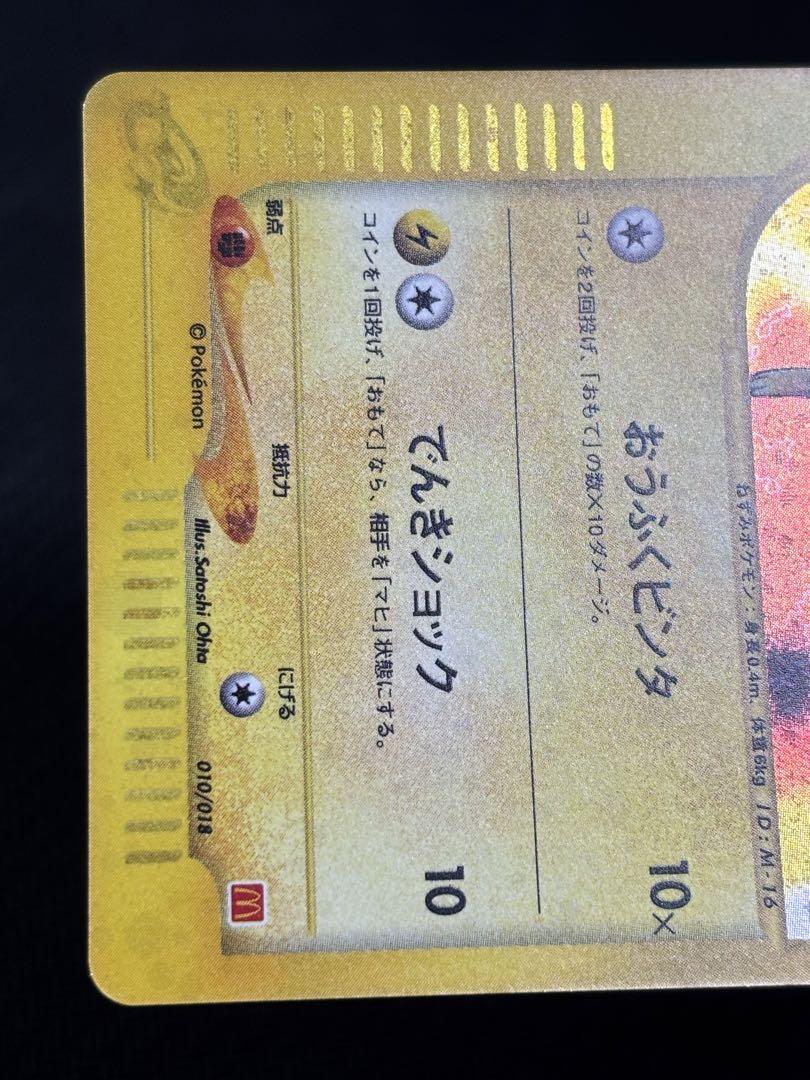 ねずみポケモン：身長0.4m、体重6kg ID:M-16
おうふくビンタ 10×
コインを2回投げ、「おもて」の数×10ダメージ。
でんきショック 10
コインを1回投げ、「おもて」なら、相手を「マヒ」状態にする。
弱点 抵抗力 にげる
©Pokémon Illus.Satoshi Ohta 010/018
M